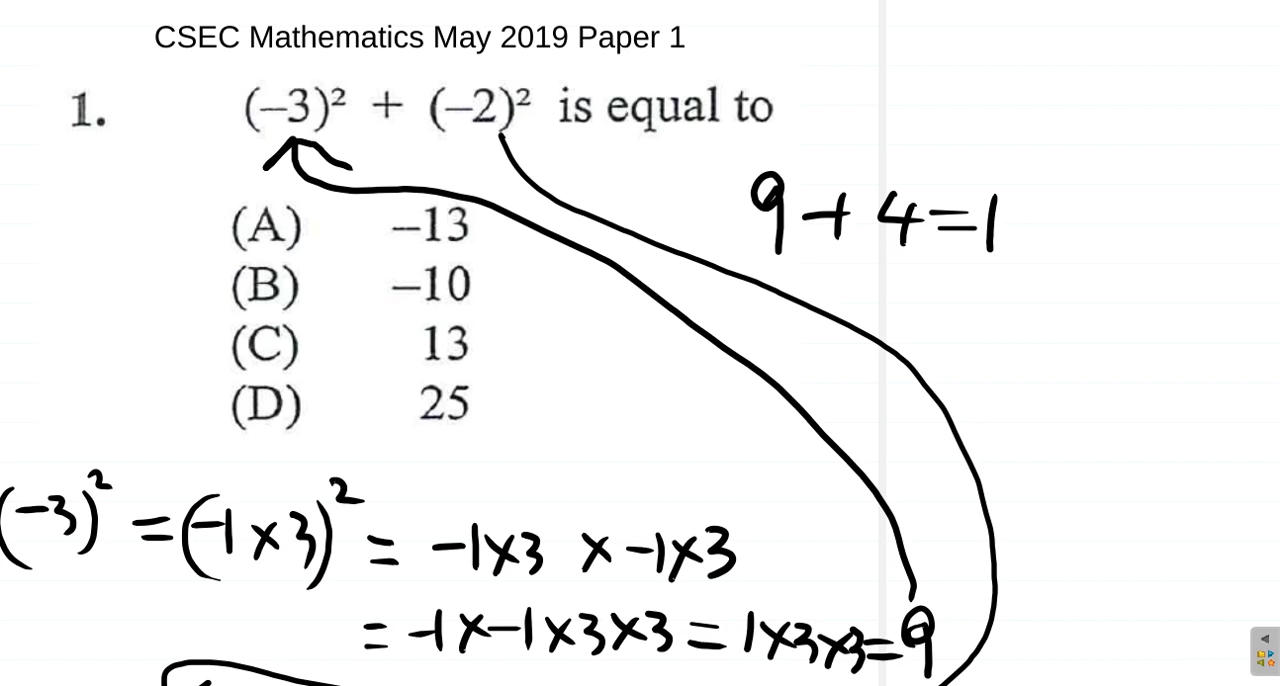 CSEC Mathematics May 2019 Paper 1
1. (–3)² + (–2)² is equal to
9 + 4 = 1
(A) –13
(B) –10
(C) 13
(D) 25
(-3)² = (-1 × 3)² = -1×3 × -1×3
= -1 × -1 × 3 × 3 = 1×3×3 = 9